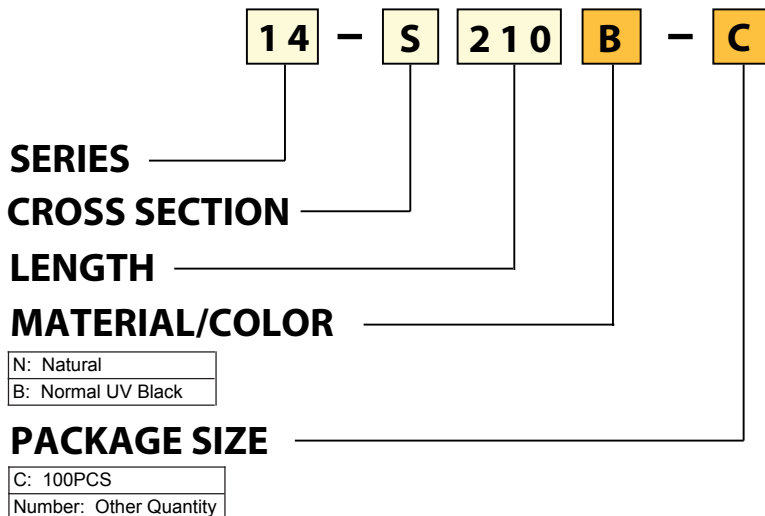 14 – S 210 B – C
SERIES
CROSS SECTION
LENGTH
MATERIAL/COLOR
N: Natural
B: Normal UV Black
PACKAGE SIZE
C: 100PCS
Number: Other Quantity